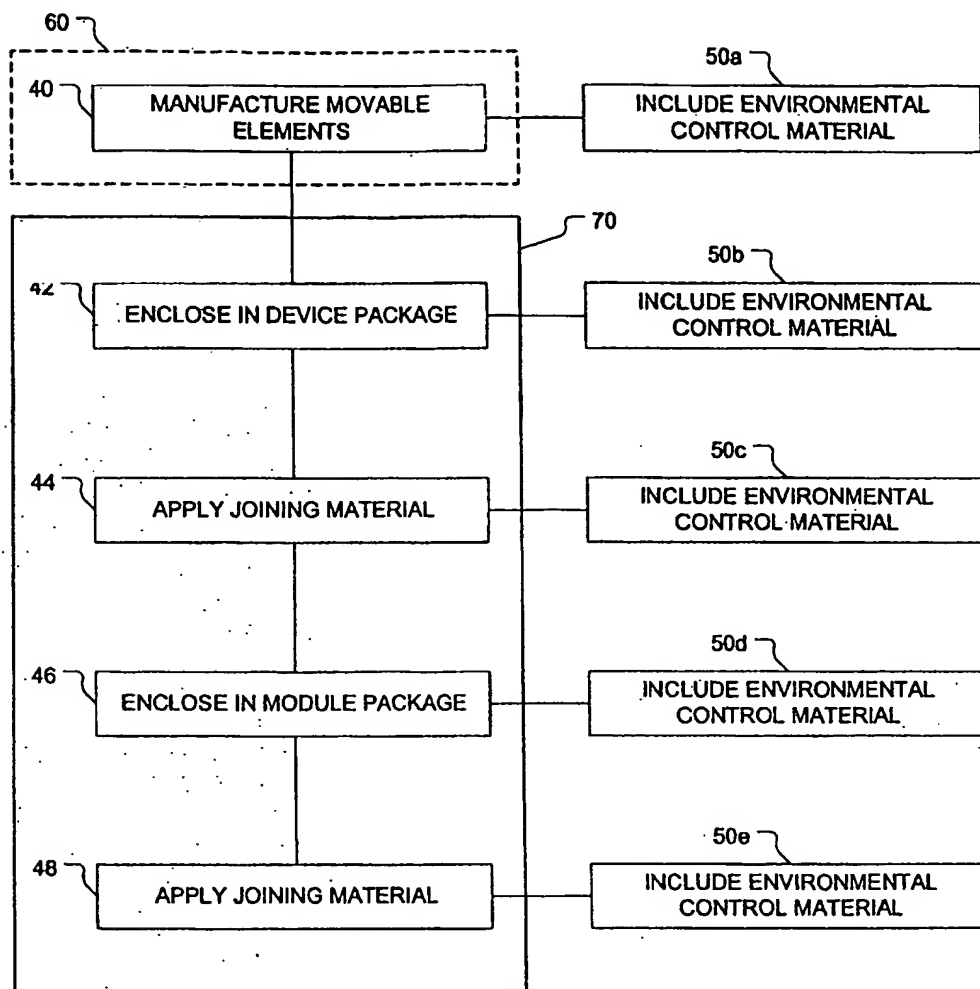 60
50a
40
MANUFACTURE MOVABLE
ELEMENTS
INCLUDE ENVIRONMENTAL
CONTROL MATERIAL
70
50b
42
ENCLOSE IN DEVICE PACKAGE
INCLUDE ENVIRONMENTAL
CONTROL MATERIAL
50c
44
APPLY JOINING MATERIAL
INCLUDE ENVIRONMENTAL
CONTROL MATERIAL
50d
46
ENCLOSE IN MODULE PACKAGE
INCLUDE ENVIRONMENTAL
CONTROL MATERIAL
50e
48
APPLY JOINING MATERIAL
INCLUDE ENVIRONMENTAL
CONTROL MATERIAL